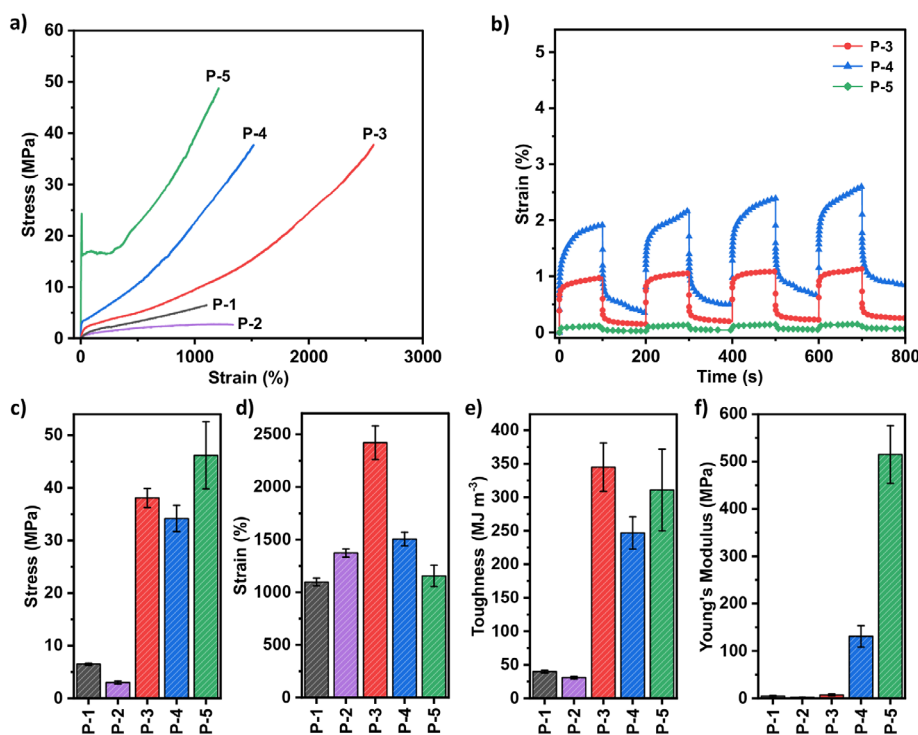 a)
60
50
40
30
20
10
0
Stress (MPa)
P-5
P-4
P-3
P-1
P-2
0 1000 2000 3000
Strain (%)
b)
5
4
3
2
1
0
Strain (%)
P-3
P-4
P-5
0 200 400 600 800
Time (s)
c)
50
40
30
20
10
0
Stress (MPa)
P-1 P-2 P-3 P-4 P-5
d)
2500
2000
1500
1000
500
0
Strain (%)
P-1 P-2 P-3 P-4 P-5
e)
400
350
300
250
200
150
100
50
0
Toughness (MJ m⁻³)
P-1 P-2 P-3 P-4 P-5
f)
600
500
400
300
200
100
0
Young's Modulus (MPa)
P-1 P-2 P-3 P-4 P-5